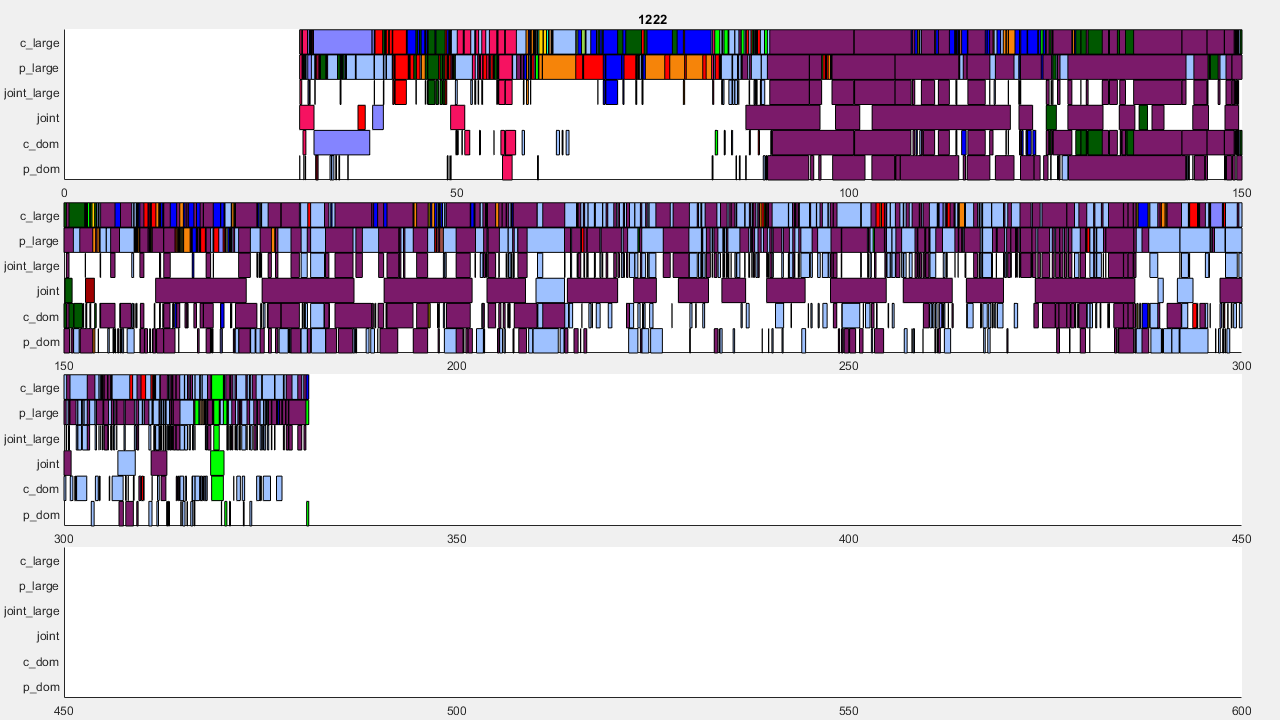 1222
c_large
p_large
joint_large
joint
c_dom
p_dom
0 50 100 150
c_large
p_large
joint_large
joint
c_dom
p_dom
150 200 250 300
c_large
p_large
joint_large
joint
c_dom
p_dom
300 350 400 450
c_large
p_large
joint_large
joint
c_dom
p_dom
450 500 550 600